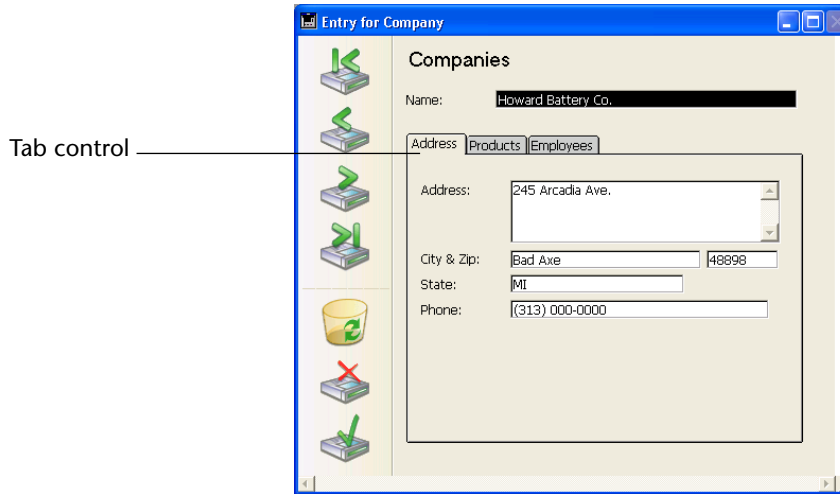 Entry for Company
Companies
Name: Howard Battery Co.
Tab control
Address Products Employees
Address: 245 Arcadia Ave.
City & Zip: Bad Axe 48898
State: MI
Phone: (313) 000-0000